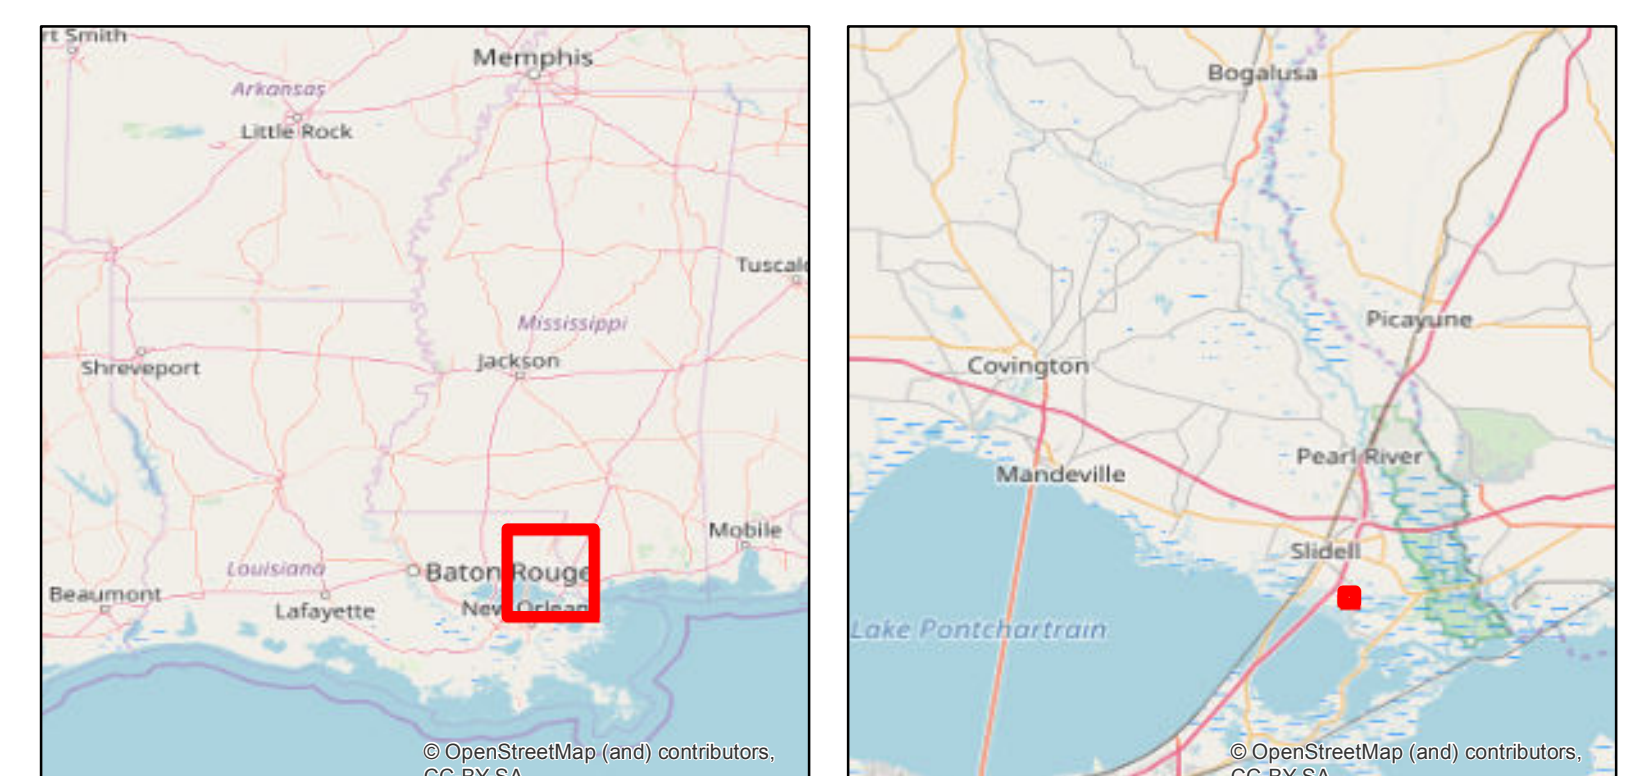 rt Smith
Memphis
Arkansas
Little Rock
Tuscal
Mississippi
Shreveport
Jackson
Mobile
Louisiana
Baton Rouge
Beaumont
Lafayette
New Orlean
© OpenStreetMap (and) contributors,
CC-BY-SA
Bogalusa
Picayune
Covington
Pearl River
Mandeville
Slidell
Lake Pontchartrain
© OpenStreetMap (and) contributors,
CC-BY-SA